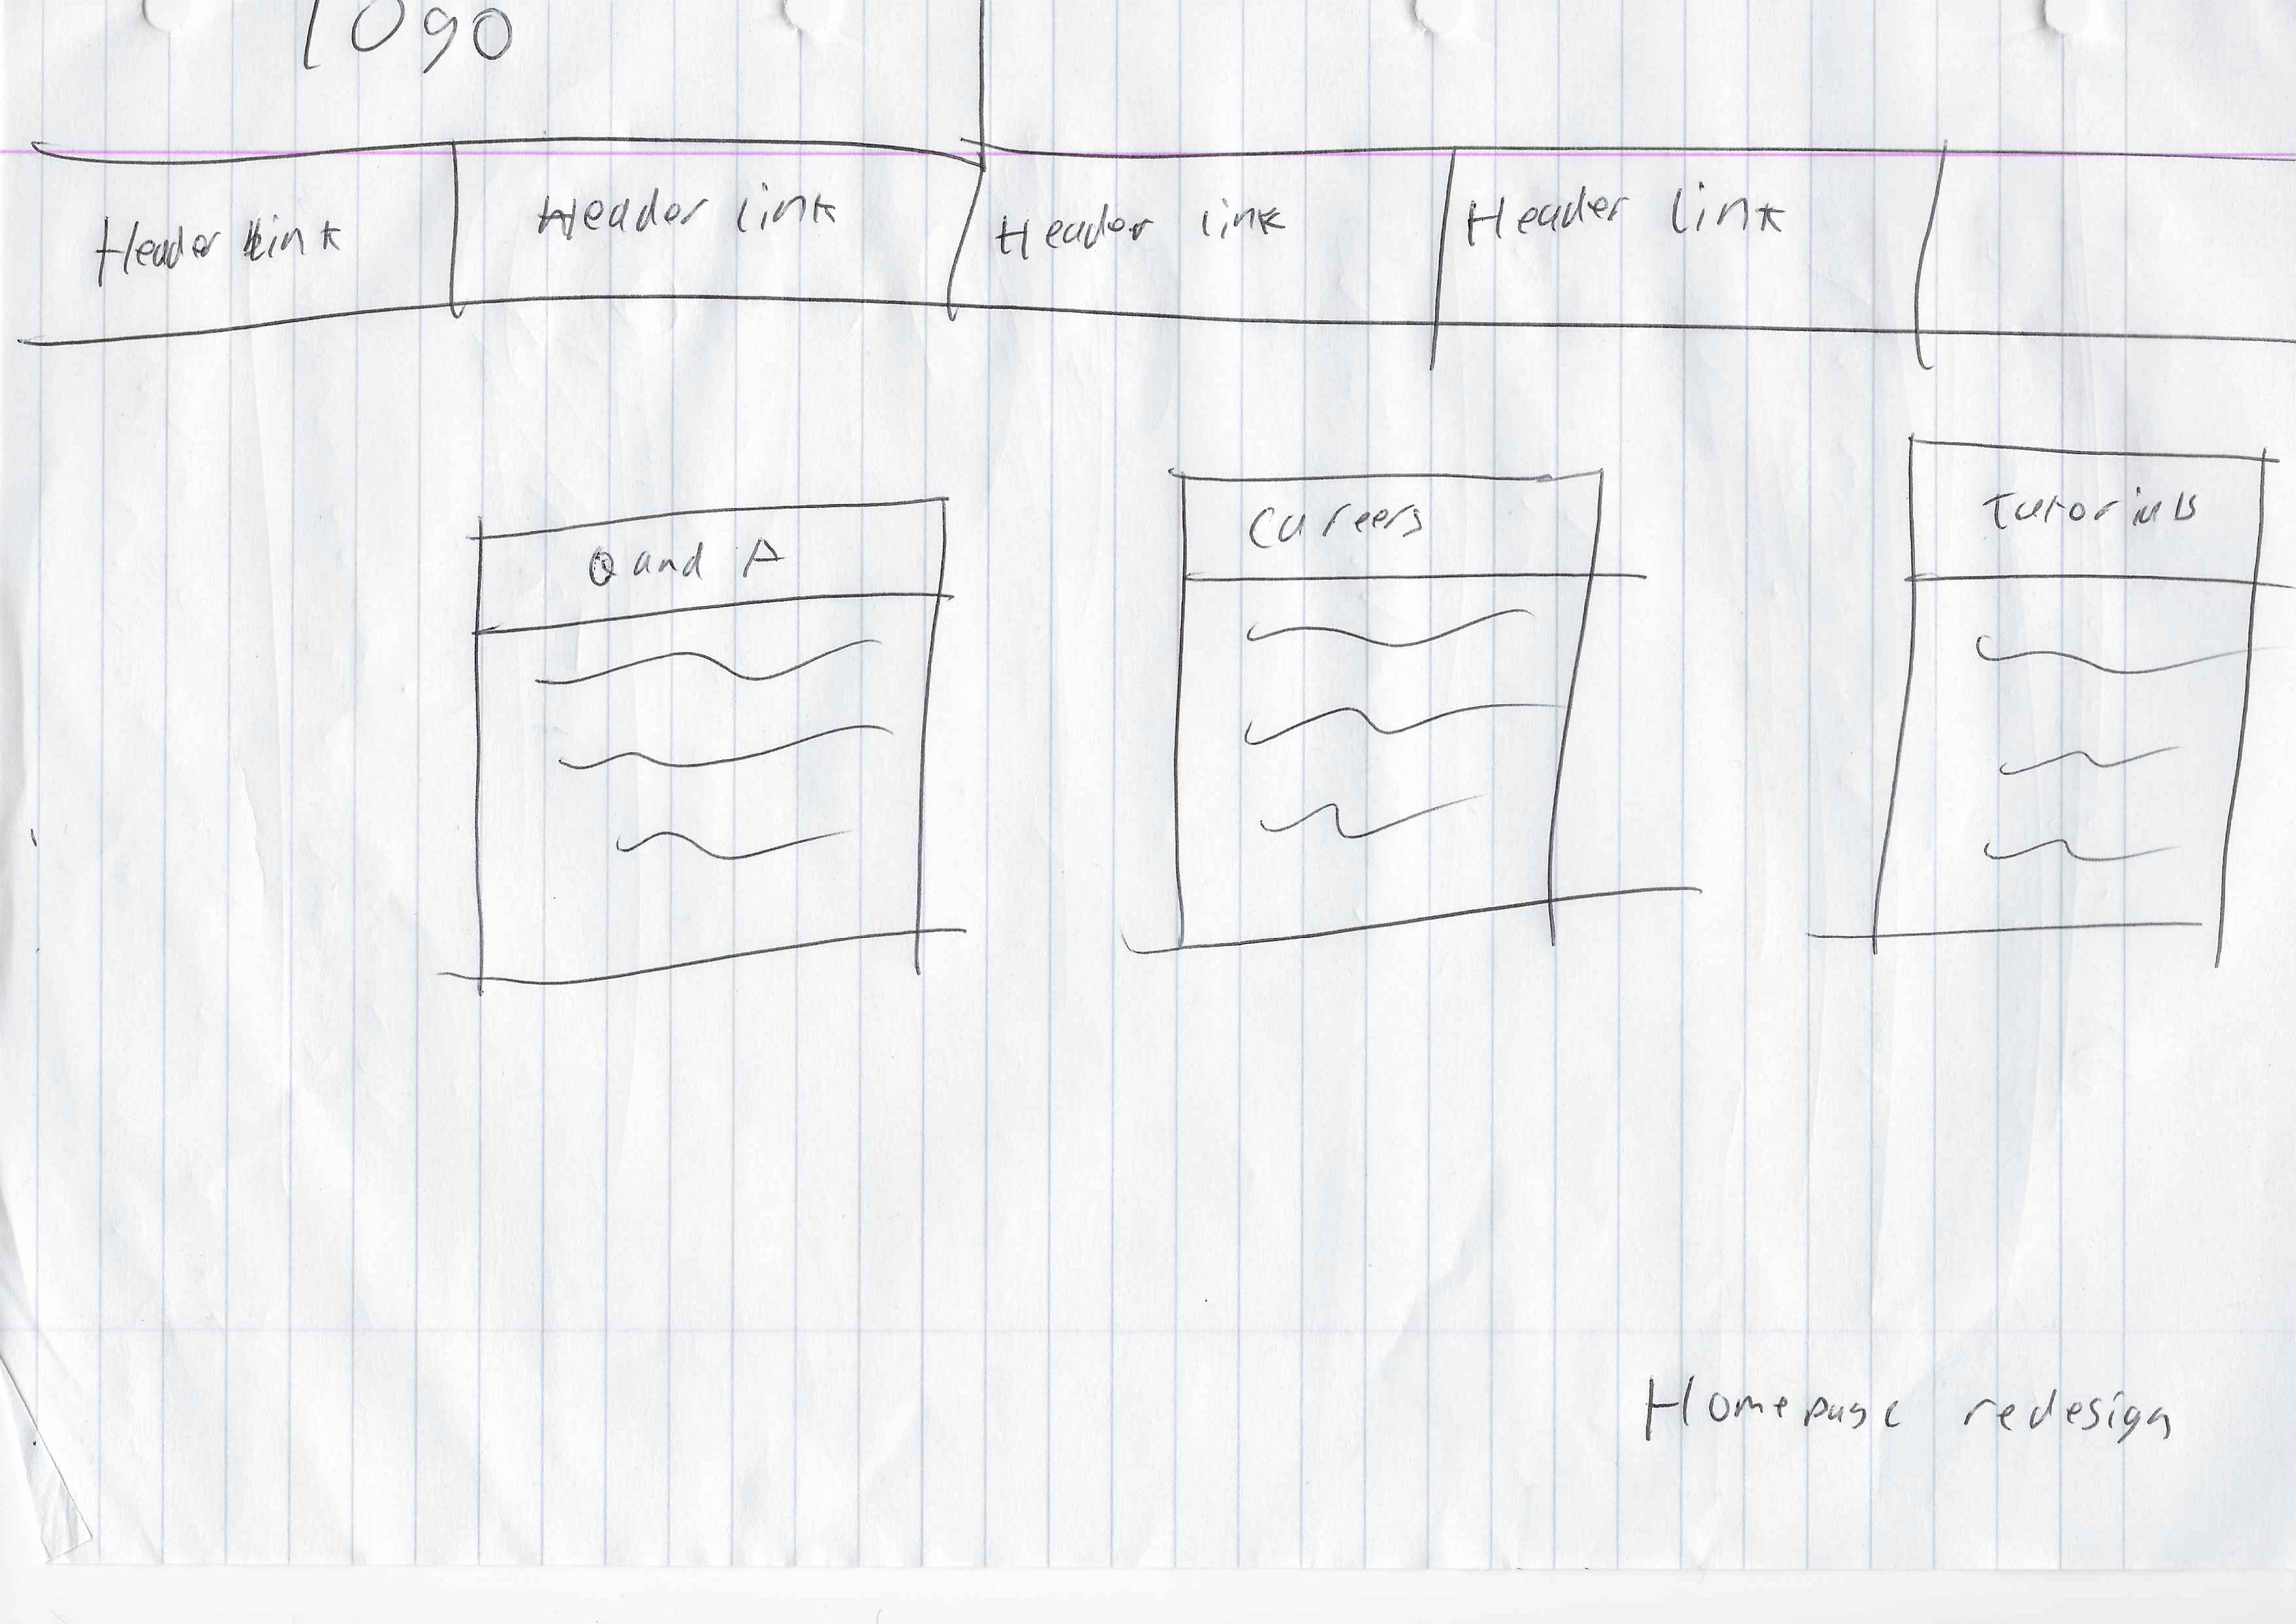 logo
Header link
Header link
Header link
Header link
Q and A
Careers
Tutorials
Homepage redesign